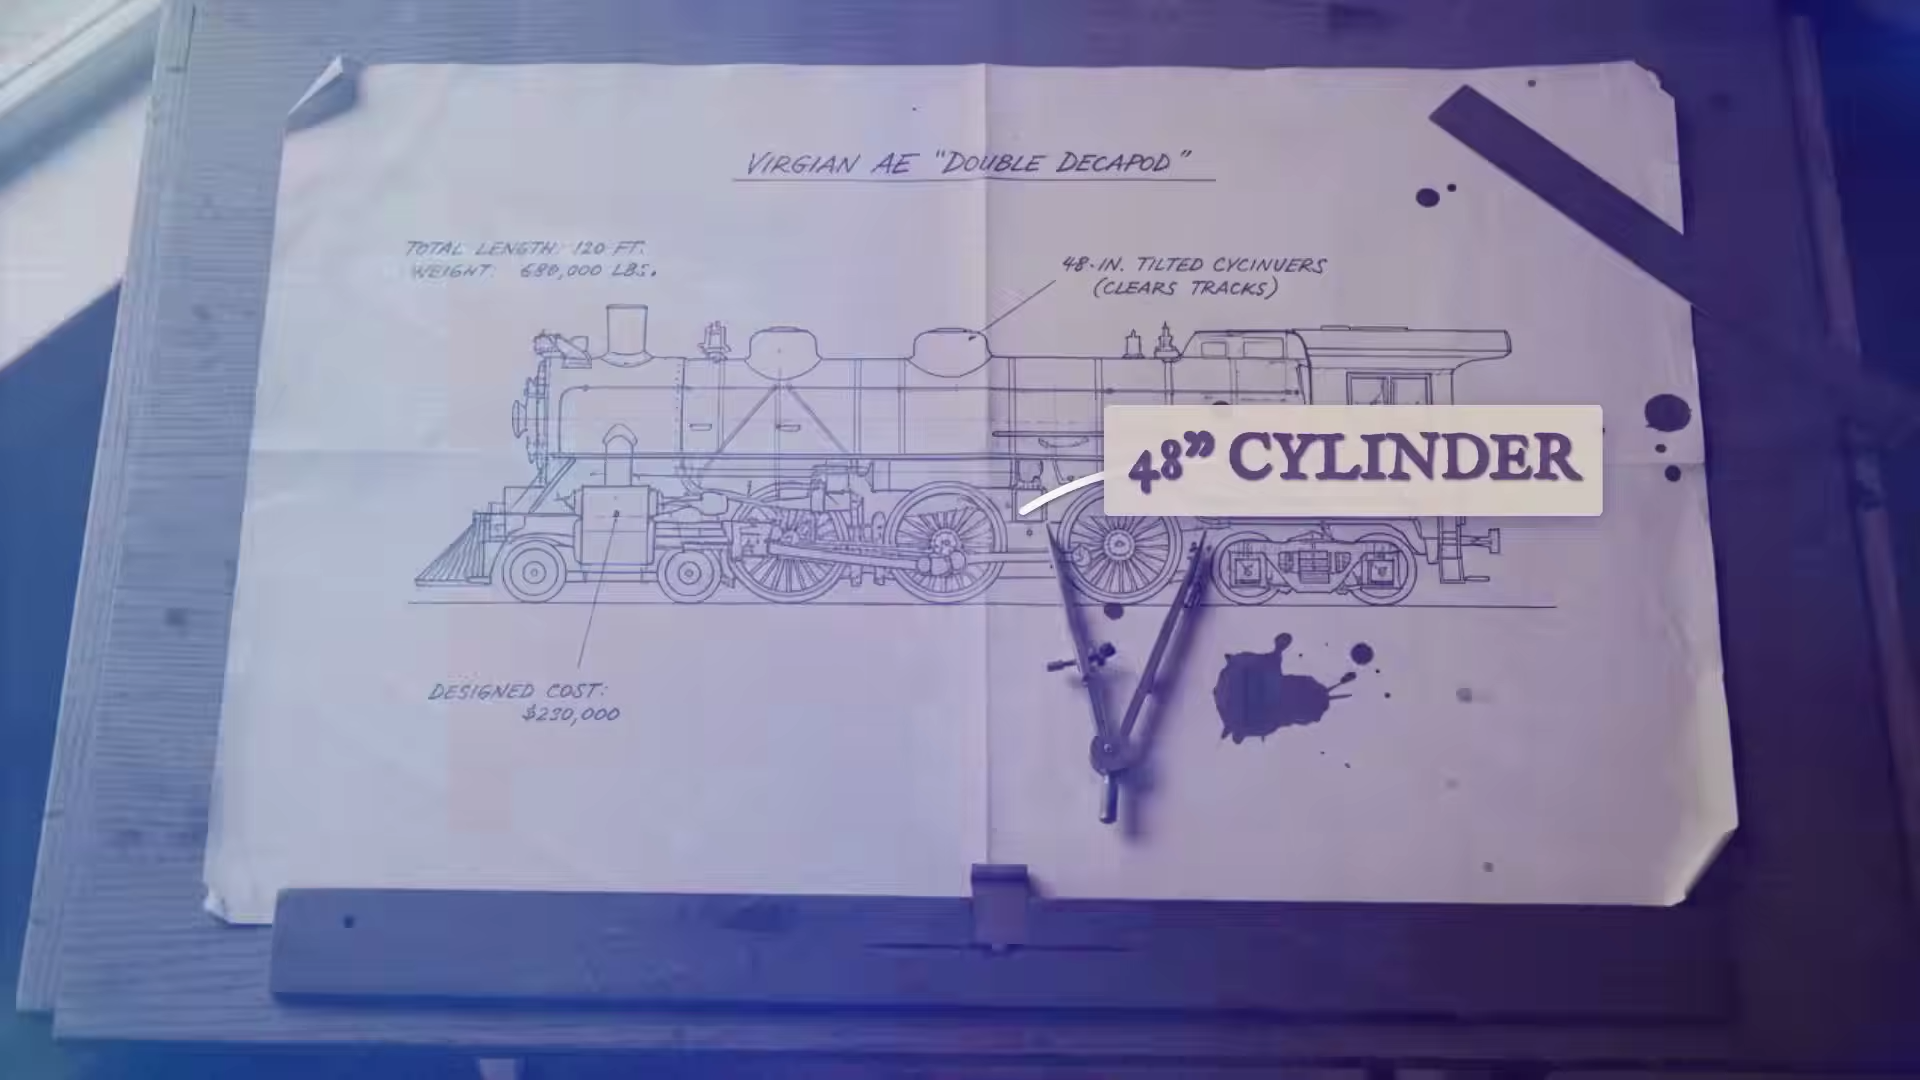 VIRGIAN AE "DOUBLE DECAPOD"
TOTAL LENGTH: 120 FT.
WEIGHT: 680,000 LBS.
48-IN. TILTED CYCINVERS
(CLEARS TRACKS)
48” CYLINDER
DESIGNED COST:
$230,000